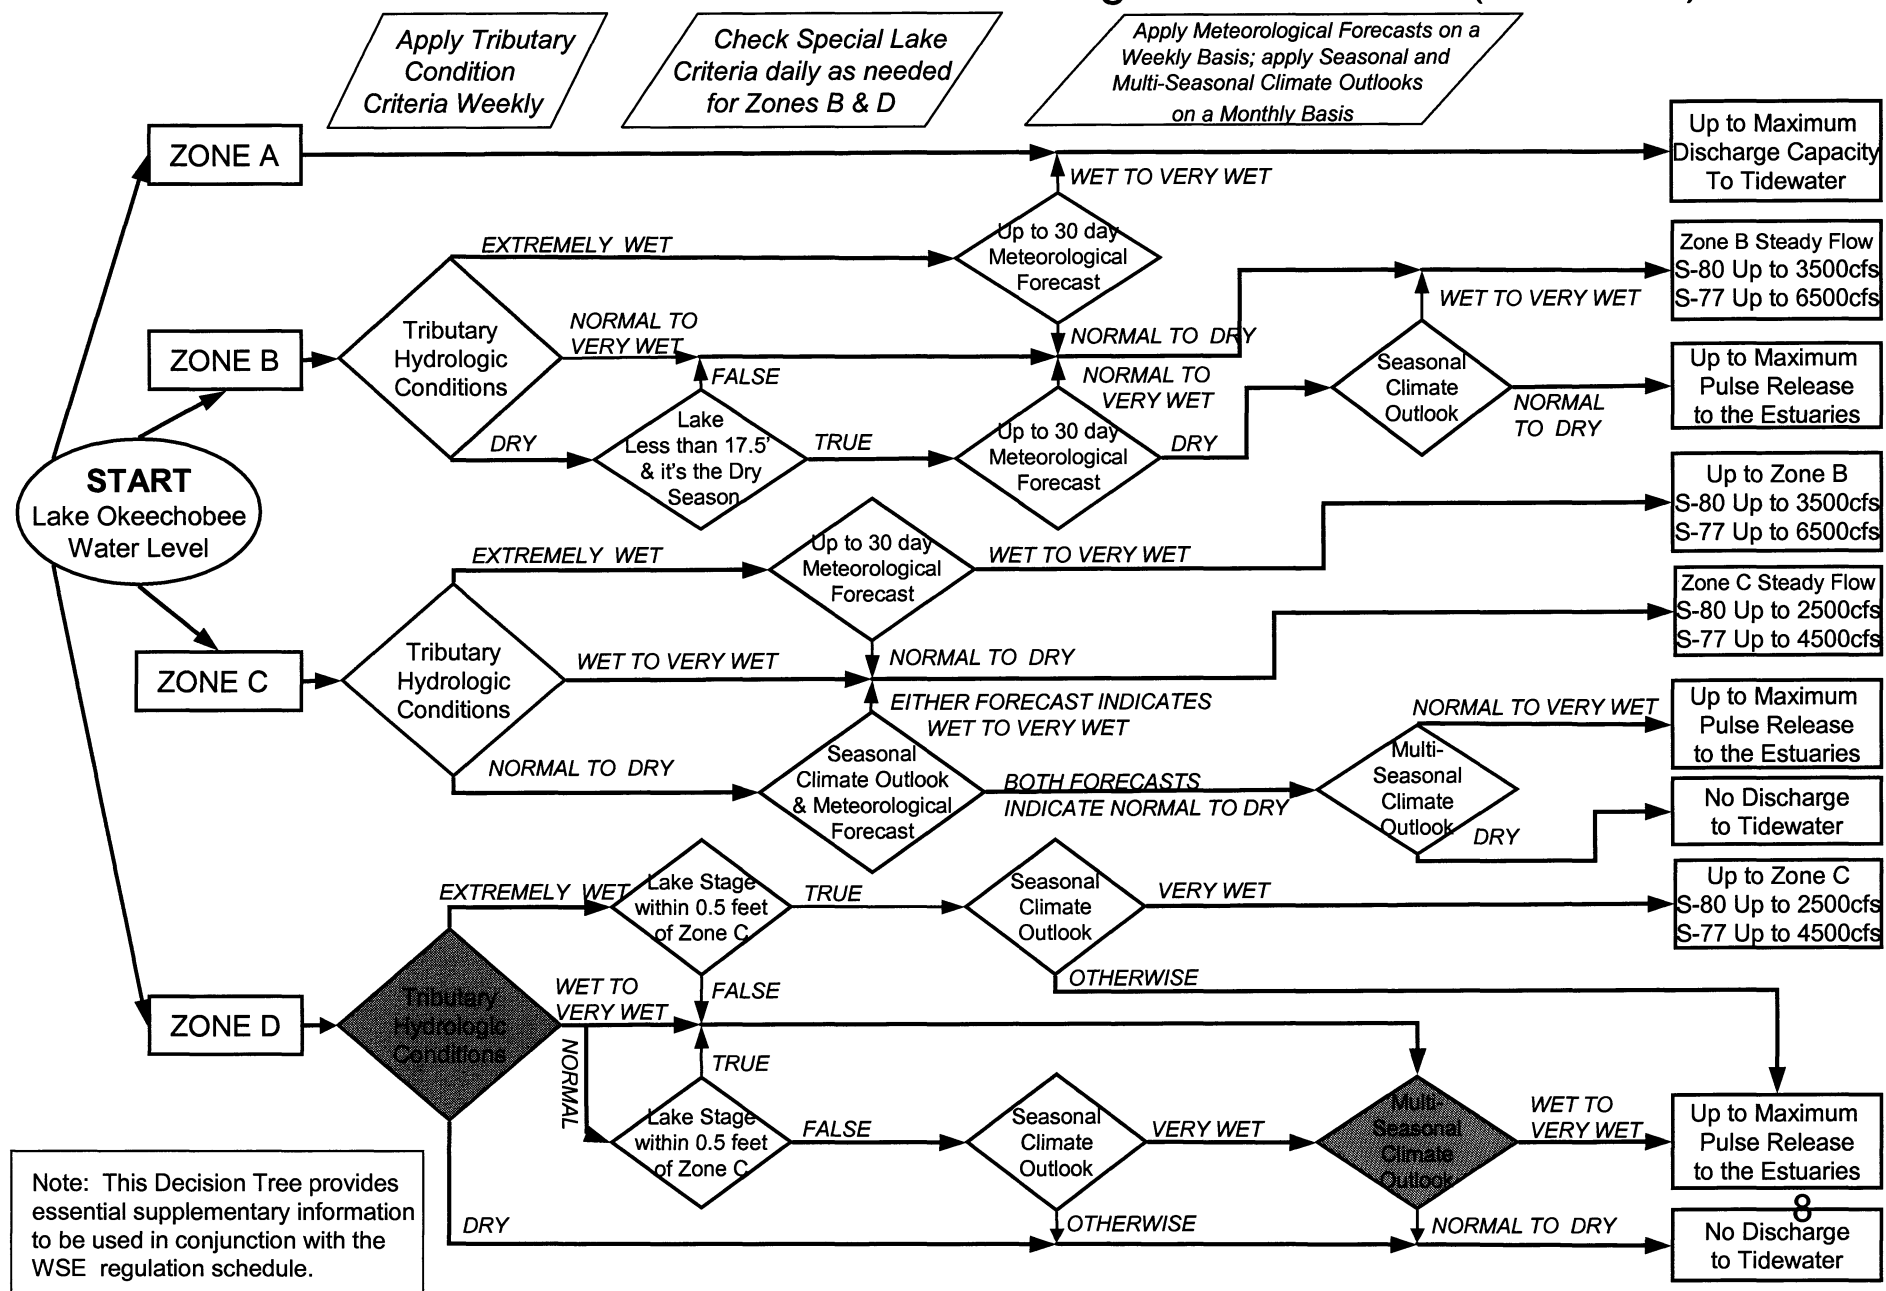 Apply Tributary
Condition
Criteria Weekly
Check Special Lake
Criteria daily as needed
for Zones B & D
Apply Meteorological Forecasts on a
Weekly Basis; apply Seasonal and
Multi-Seasonal Climate Outlooks
on a Monthly Basis
ZONE A
WET TO VERY WET
Up to Maximum
Discharge Capacity
To Tidewater
EXTREMELY WET
Up to 30 day
Meteorological
Forecast
Zone B Steady Flow
S-80 Up to 3500cfs
S-77 Up to 6500cfs
WET TO VERY WET
ZONE B
Tributary
Hydrologic
Conditions
NORMAL TO
VERY WET
NORMAL TO DRY
FALSE
NORMAL TO
VERY WET
Seasonal
Climate
Outlook
NORMAL
TO DRY
Up to Maximum
Pulse Release
to the Estuaries
DRY
Lake
Less than 17.5'
& it's the Dry
Season
TRUE
Up to 30 day
Meteorological
Forecast
DRY
START
Lake Okeechobee
Water Level
Up to Zone B
S-80 Up to 3500cfs
S-77 Up to 6500cfs
EXTREMELY WET
Up to 30 day
Meteorological
Forecast
WET TO VERY WET
Zone C Steady Flow
S-80 Up to 2500cfs
S-77 Up to 4500cfs
ZONE C
Tributary
Hydrologic
Conditions
WET TO VERY WET
NORMAL TO DRY
EITHER FORECAST INDICATES
WET TO VERY WET
NORMAL TO DRY
Seasonal
Climate Outlook
& Meteorological
Forecast
BOTH FORECASTS
INDICATE NORMAL TO DRY
Multi-
Seasonal
Climate
Outlook
NORMAL TO VERY WET
Up to Maximum
Pulse Release
to the Estuaries
DRY
No Discharge
to Tidewater
EXTREMELY WET
Lake Stage
within 0.5 feet
of Zone C
TRUE
Seasonal
Climate
Outlook
VERY WET
Up to Zone C
S-80 Up to 2500cfs
S-77 Up to 4500cfs
OTHERWISE
FALSE
ZONE D
Tributary
Hydrologic
Conditions
WET TO
VERY WET
NORMAL
TRUE
Lake Stage
within 0.5 feet
of Zone C
FALSE
Seasonal
Climate
Outlook
VERY WET
Multi-
Seasonal
Climate
Outlook
WET TO
VERY WET
Up to Maximum
Pulse Release
to the Estuaries
8
DRY
OTHERWISE
NORMAL TO DRY
No Discharge
to Tidewater
Note: This Decision Tree provides
essential supplementary information
to be used in conjunction with the
WSE regulation schedule.